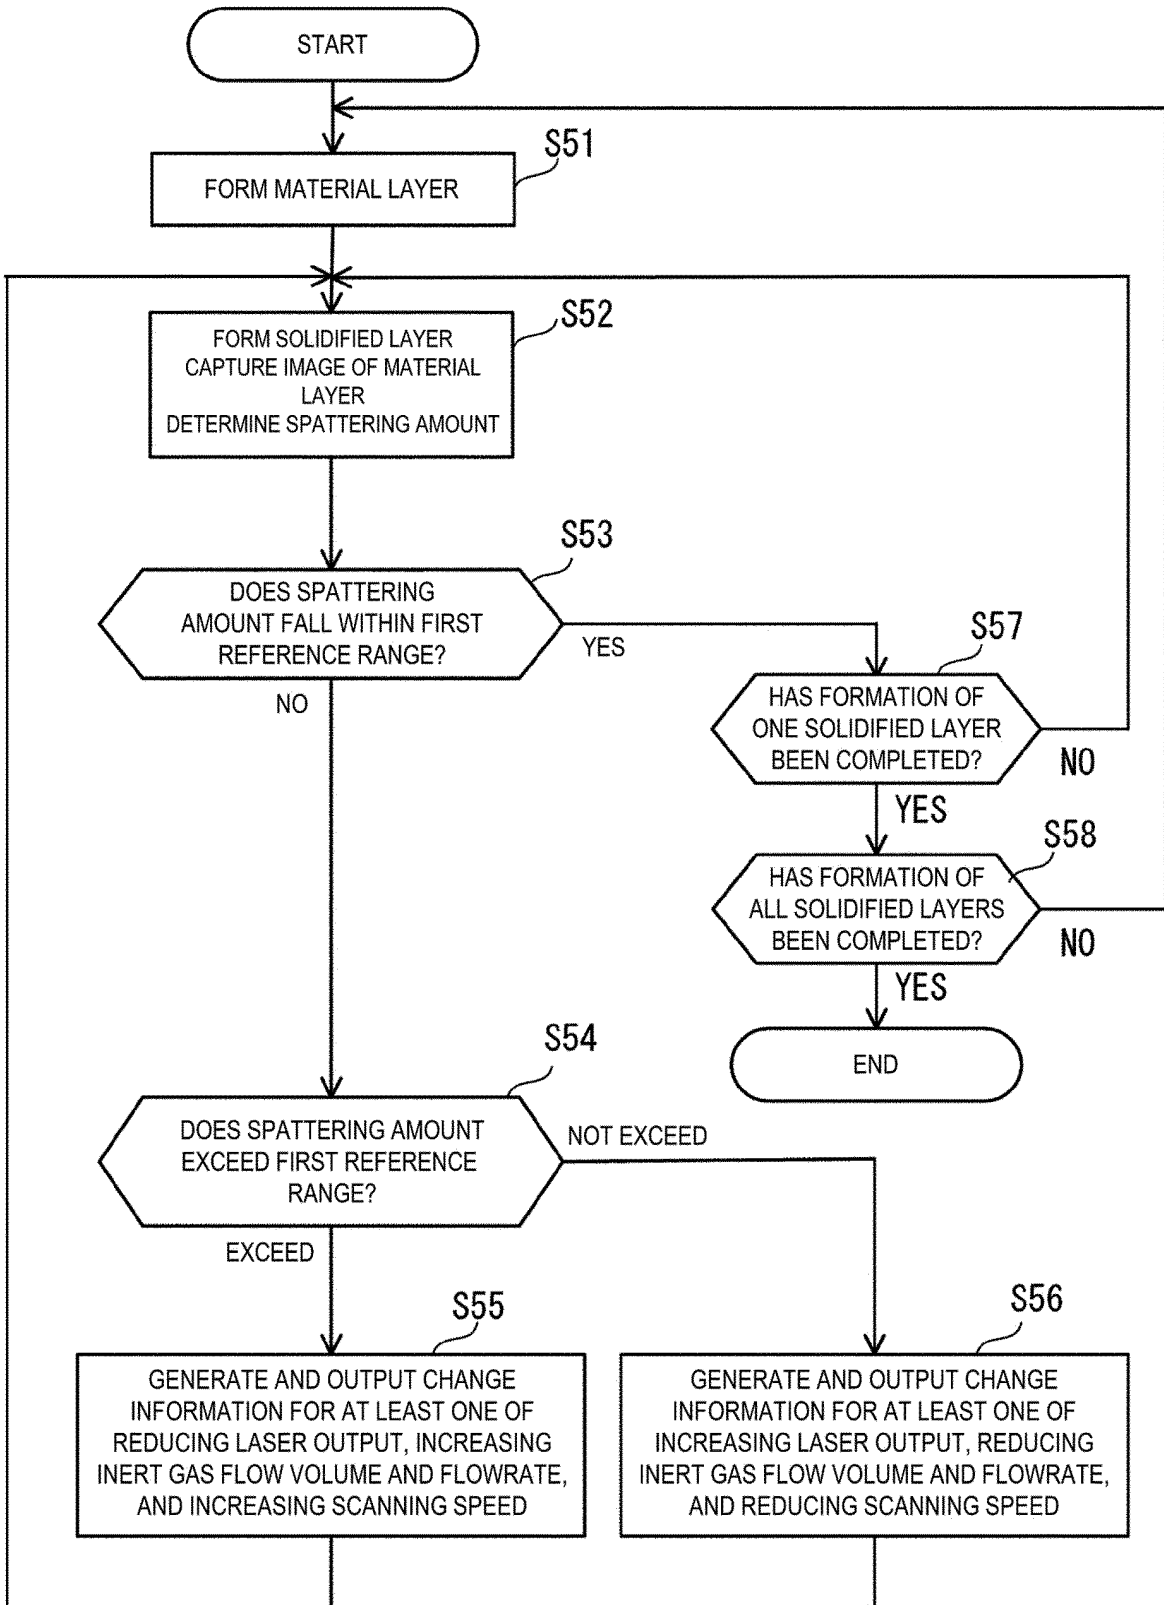 START
S51
FORM MATERIAL LAYER
S52
FORM SOLIDIFIED LAYER
CAPTURE IMAGE OF MATERIAL
LAYER
DETERMINE SPATTERING AMOUNT
S53
DOES SPATTERING
AMOUNT FALL WITHIN FIRST
REFERENCE RANGE?
YES
NO
S57
HAS FORMATION OF
ONE SOLIDIFIED LAYER
BEEN COMPLETED?
NO
YES
S58
HAS FORMATION OF
ALL SOLIDIFIED LAYERS
BEEN COMPLETED?
NO
YES
END
S54
DOES SPATTERING AMOUNT
EXCEED FIRST REFERENCE
RANGE?
NOT EXCEED
EXCEED
S55
GENERATE AND OUTPUT CHANGE
INFORMATION FOR AT LEAST ONE OF
REDUCING LASER OUTPUT, INCREASING
INERT GAS FLOW VOLUME AND FLOWRATE,
AND INCREASING SCANNING SPEED
S56
GENERATE AND OUTPUT CHANGE
INFORMATION FOR AT LEAST ONE OF
INCREASING LASER OUTPUT, REDUCING
INERT GAS FLOW VOLUME AND FLOWRATE,
AND REDUCING SCANNING SPEED